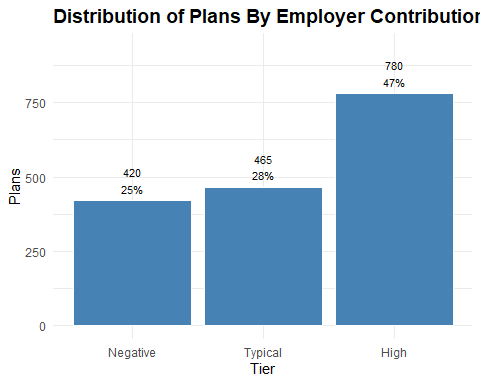 Distribution of Plans By Employer Contribution
780
47%
750
465
28%
500
420
25%
250
0
Plans
Negative Typical High
Tier